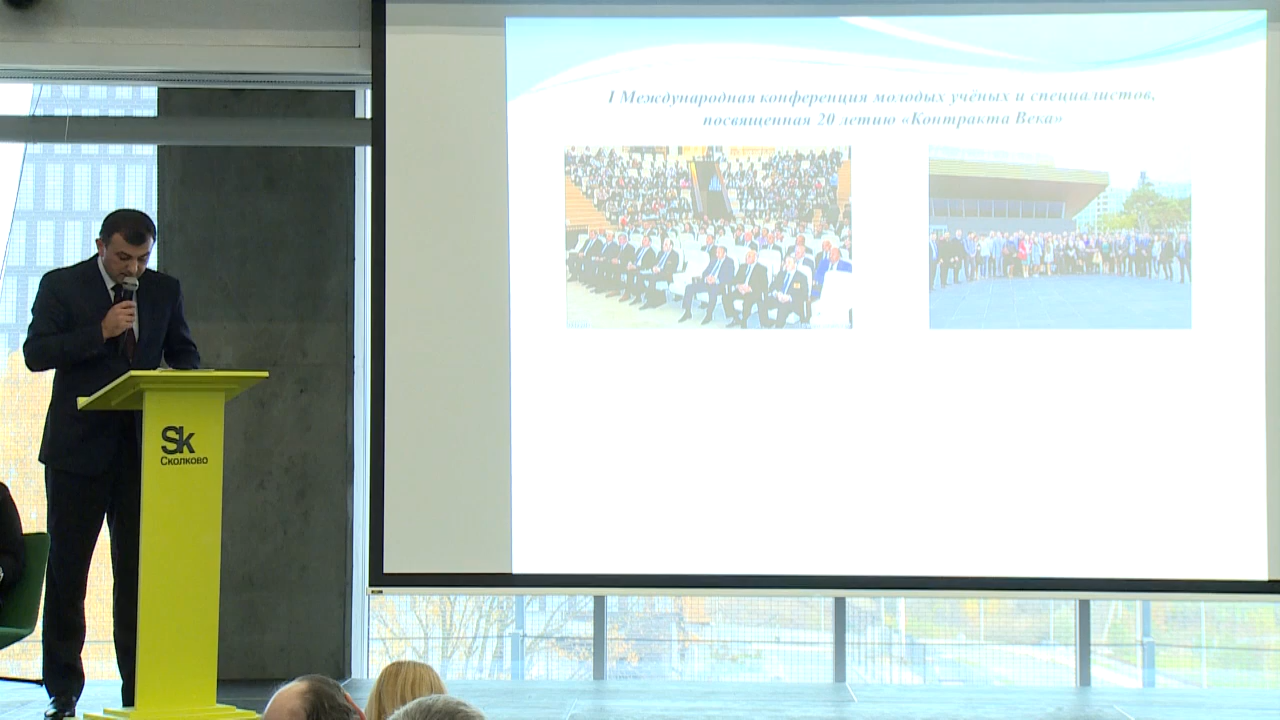 I Международная конференция молодых учёных и специалистов,
посвященная 20 летию «Контракта Века»
Sk
Сколково